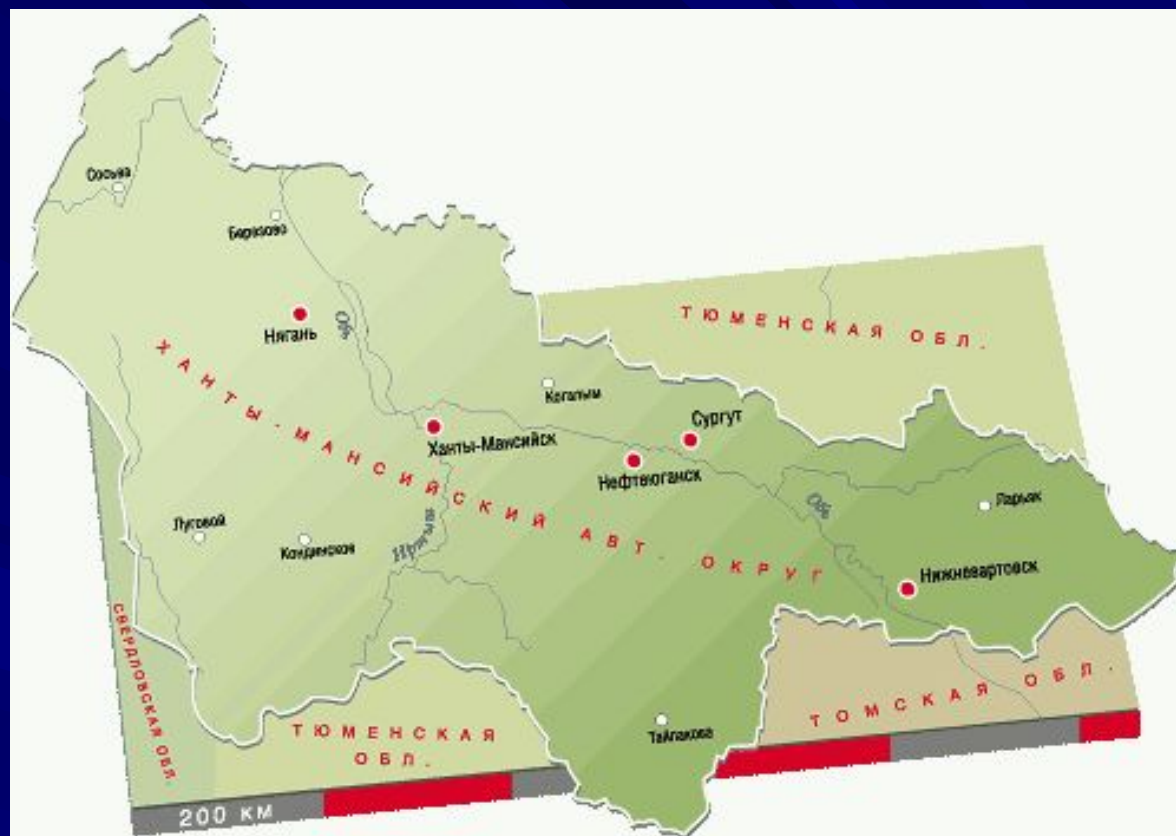 Сосьва
Березово
Обь
Нягань
ТЮМЕНСКАЯ ОБЛ.
ХАНТЫ-МАНСИЙСКИЙ АВТ. ОКРУГ
Когалым
Сургут
Ханты-Мансийск
Нефтеюганск
Обь
Ларьяк
Луговой
Кондинское
Иртыш
Нижневартовск
СВЕРДЛОВСКАЯ ОБЛ.
ТОМСКАЯ ОБЛ.
ТЮМЕНСКАЯ
ОБЛ.
Тайлакова
200 КМ